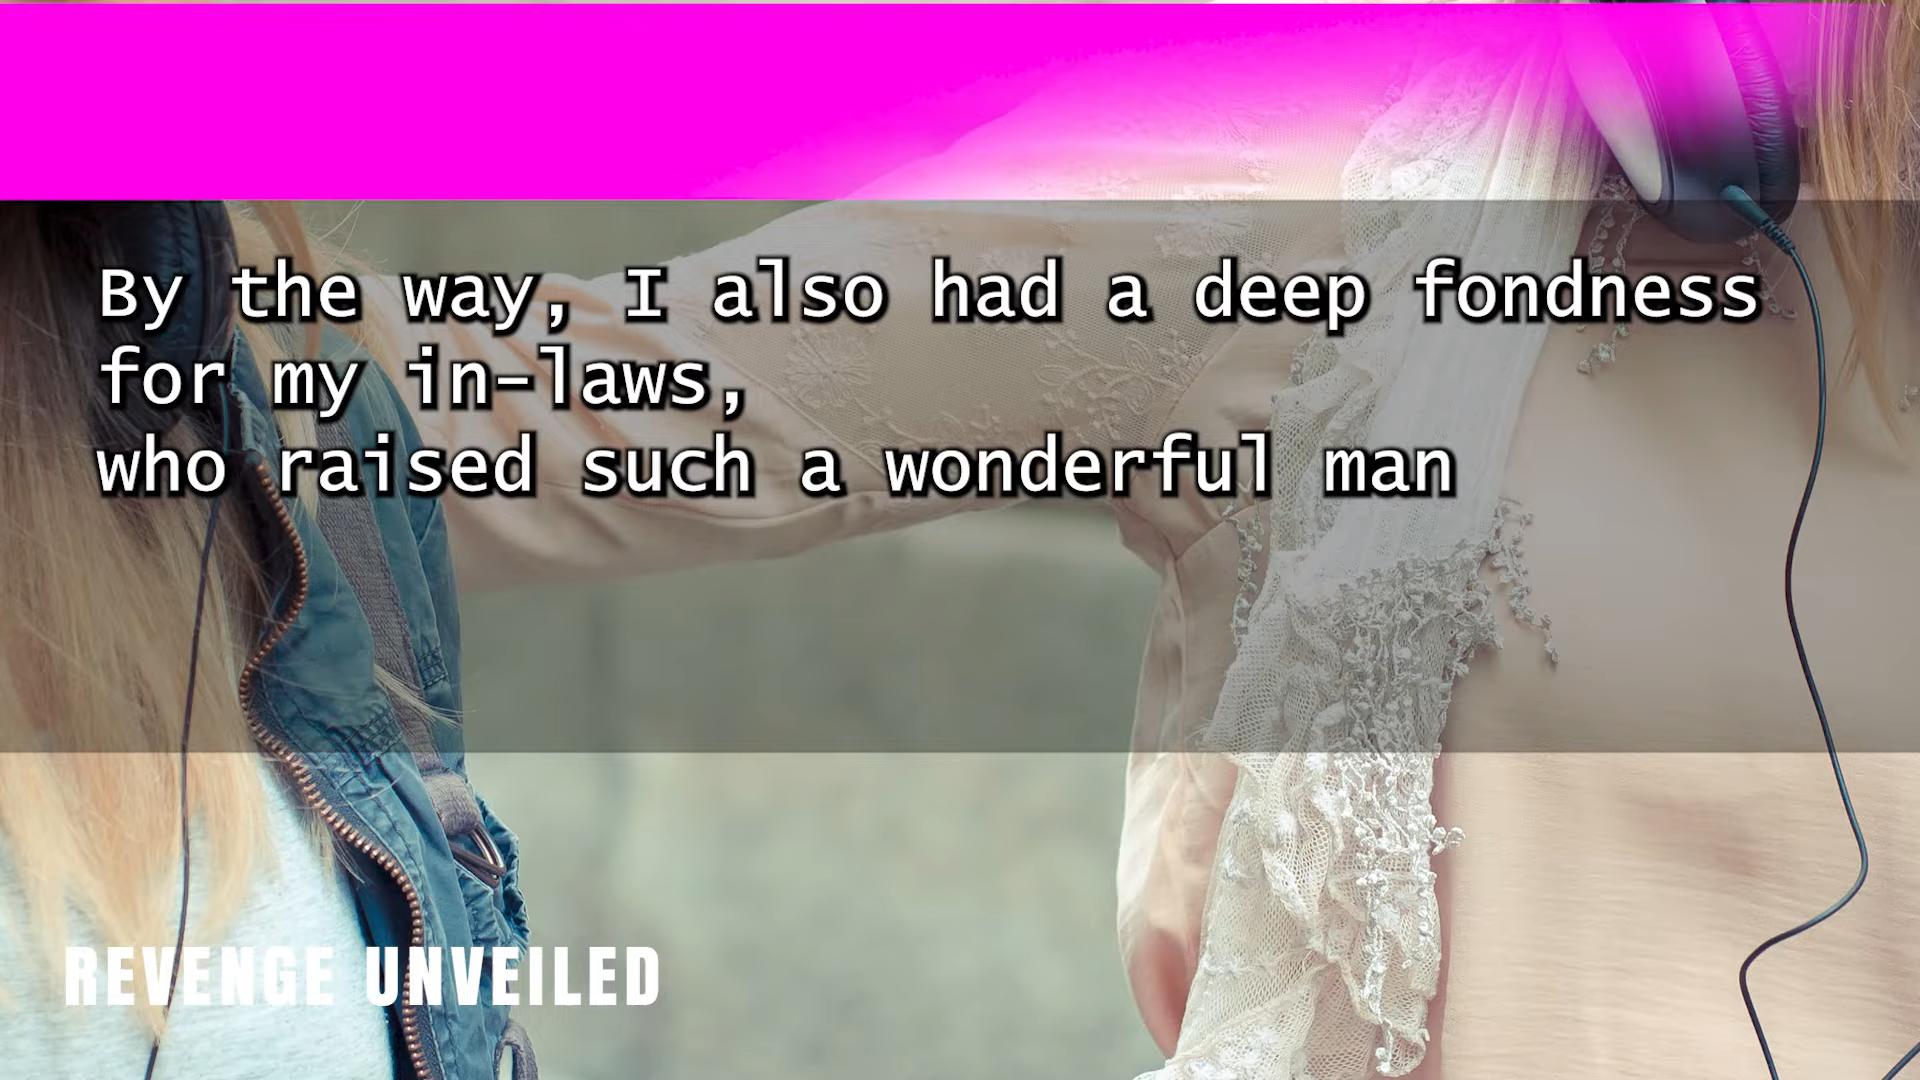 By the way, I also had a deep fondness
for my in-laws,
who raised such a wonderful man
REVENGE UNVEILED